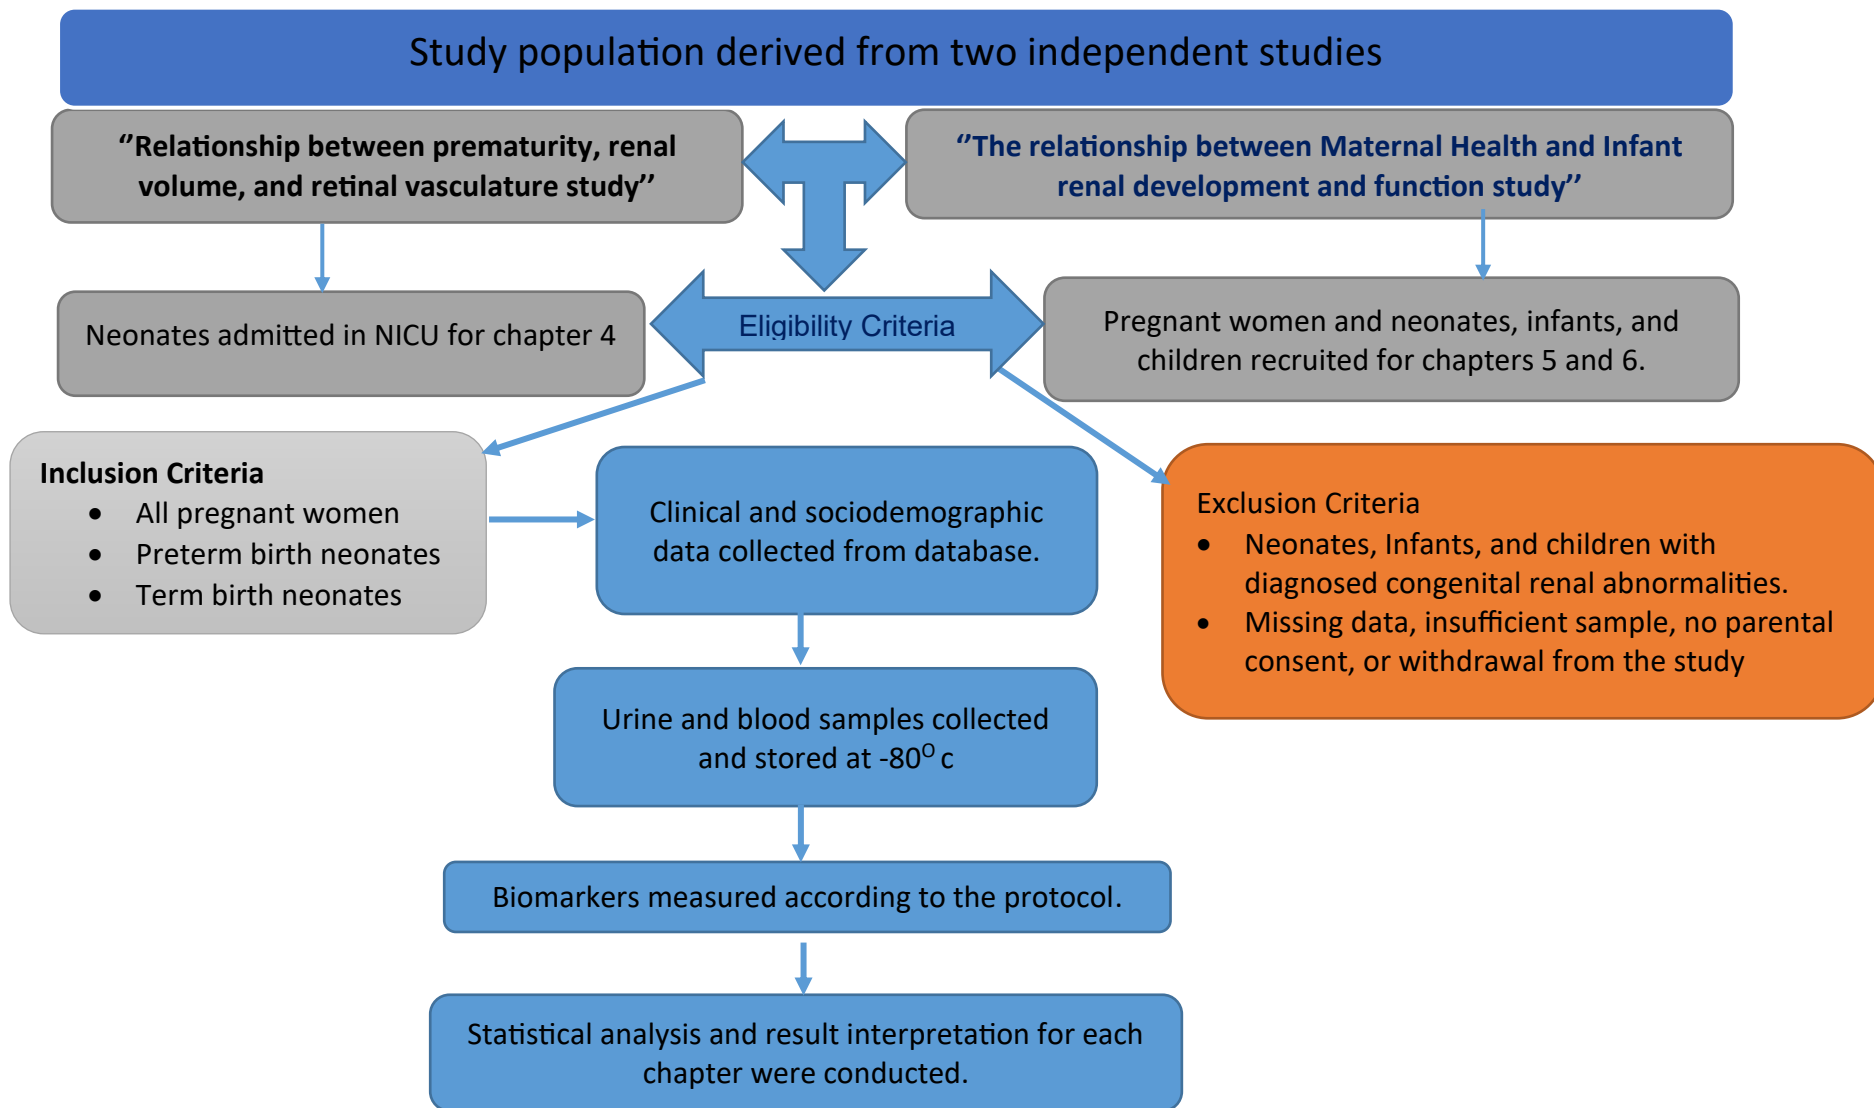 Study population derived from two independent studies
‘’Relationship between prematurity, renal
volume, and retinal vasculature study’’
‘’The relationship between Maternal Health and Infant
renal development and function study’’
Neonates admitted in NICU for chapter 4
Eligibility Criteria
Pregnant women and neonates, infants, and
children recruited for chapters 5 and 6.
Inclusion Criteria
• All pregnant women
• Preterm birth neonates
• Term birth neonates
Clinical and sociodemographic
data collected from database.
Exclusion Criteria
• Neonates, Infants, and children with
diagnosed congenital renal abnormalities.
• Missing data, insufficient sample, no parental
consent, or withdrawal from the study
Urine and blood samples collected
and stored at -80⁰ c
Biomarkers measured according to the protocol.
Statistical analysis and result interpretation for each
chapter were conducted.